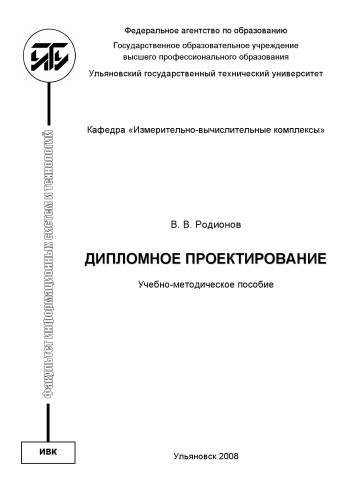 Федеральное агентство по образованию
Государственное образовательное учреждение
высшего профессионального образования
Ульяновский государственный технический университет
Кафедра «Измерительно-вычислительные комплексы»
В. В. Родионов
ДИПЛОМНОЕ ПРОЕКТИРОВАНИЕ
Учебно-методическое пособие
Ульяновск 2008
УлГТУ
Факультет информационных систем и технологий
ИВК